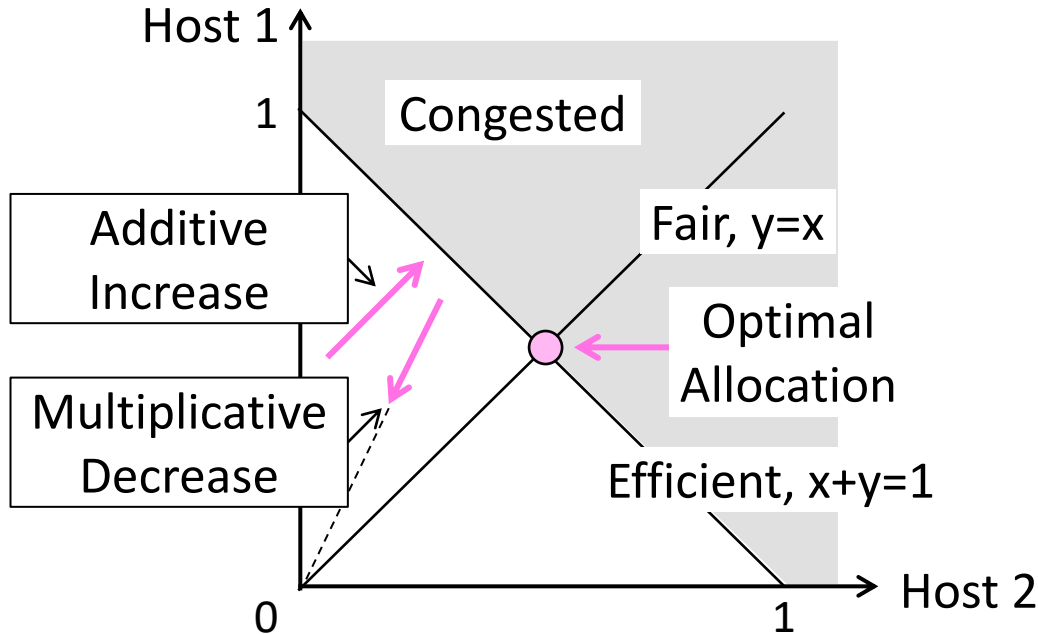 Host 1
1
Congested
Additive
Increase
Fair, y=x
Optimal
Allocation
Multiplicative
Decrease
Efficient, x+y=1
0
1
Host 2